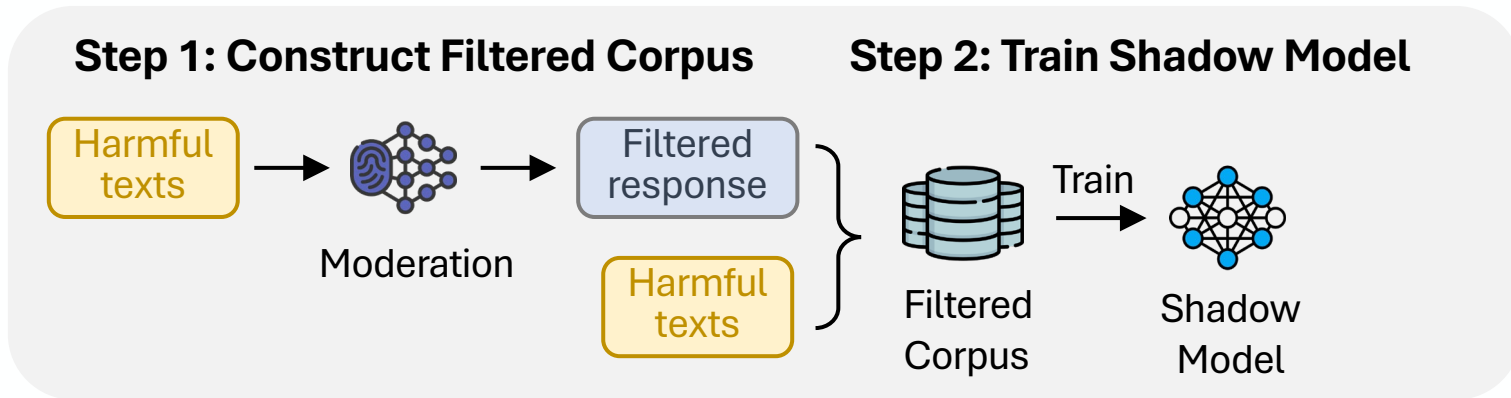 Step 1: Construct Filtered Corpus
Harmful
texts
Moderation
Filtered
response
Harmful
texts
Step 2: Train Shadow Model
Filtered
Corpus
Train
Shadow
Model